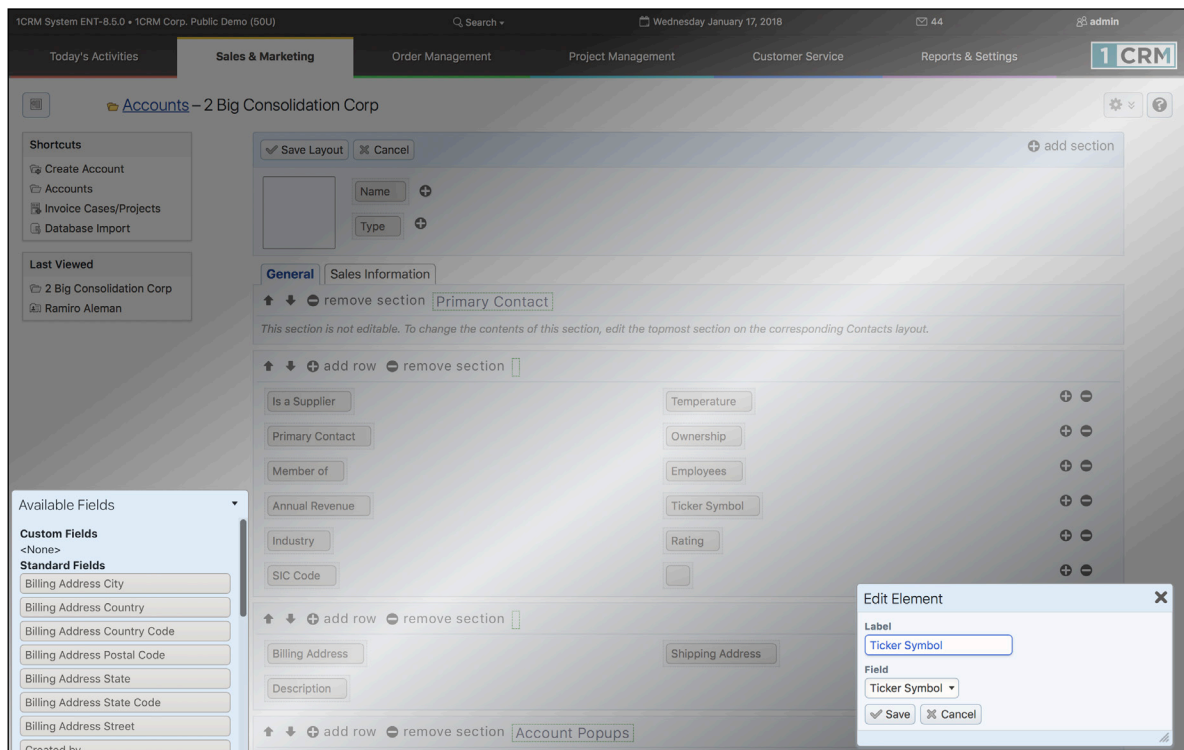 1CRM System ENT-8.5.0 • 1CRM Corp. Public Demo (50U) Search Wednesday January 17, 2018 44 admin
Today's Activities Sales & Marketing Order Management Project Management Customer Service Reports & Settings 1 CRM
Accounts – 2 Big Consolidation Corp
Shortcuts
Create Account
Accounts
Invoice Cases/Projects
Database Import
Last Viewed
2 Big Consolidation Corp
Ramiro Aleman
Save Layout Cancel add section
Name
Type
General Sales Information
remove section Primary Contact
This section is not editable. To change the contents of this section, edit the topmost section on the corresponding Contacts layout.
add row remove section
Is a Supplier Temperature
Primary Contact Ownership
Member of Employees
Annual Revenue Ticker Symbol
Industry Rating
SIC Code
add row remove section
Billing Address Shipping Address
Description
add row remove section Account Popups
Available Fields
Custom Fields
<None>
Standard Fields
Billing Address City
Billing Address Country
Billing Address Country Code
Billing Address Postal Code
Billing Address State
Billing Address State Code
Billing Address Street
Created by
Edit Element
Label
Ticker Symbol
Field
Ticker Symbol
Save Cancel